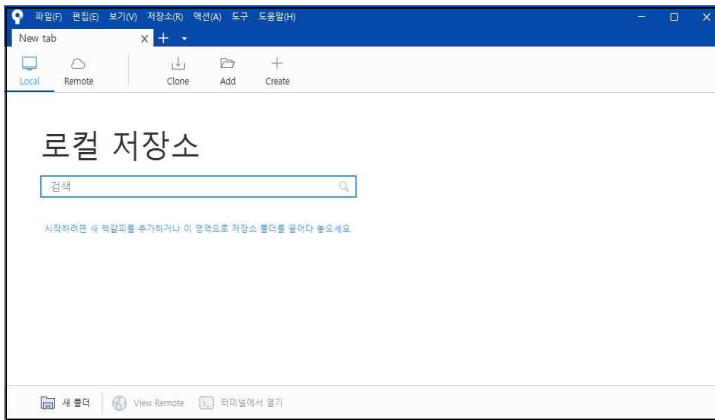 파일(F) 편집(E) 보기(V) 저장소(R) 액션(A) 도구 도움말(H)
New tab
Local Remote Clone Add Create
로컬 저장소
검색
시작하려면 새 책갈피를 추가하거나 이 영역으로 저장소 폴더를 끌어다 놓으세요.
새 폴더 View Remote 터미널에서 열기